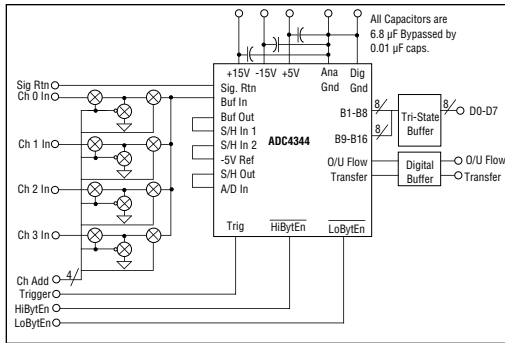 All Capacitors are
6.8 µF Bypassed by
0.01 µF caps.
+15V -15V +5V Ana Gnd Dig Gnd
Sig Rtn
Ch 0 In
Ch 1 In
Ch 2 In
Ch 3 In
Ch Add 4
Trigger
HiBytEn
LoBytEn
Sig. Rtn
Buf In
Buf Out
S/H In 1
S/H In 2
-5V Ref
S/H Out
A/D In
ADC4344
B1-B8
B9-B16
O/U Flow
Transfer
Trig HiBytEn LoBytEn
8
8
Tri-State
Buffer
8
D0-D7
Digital
Buffer
O/U Flow
Transfer